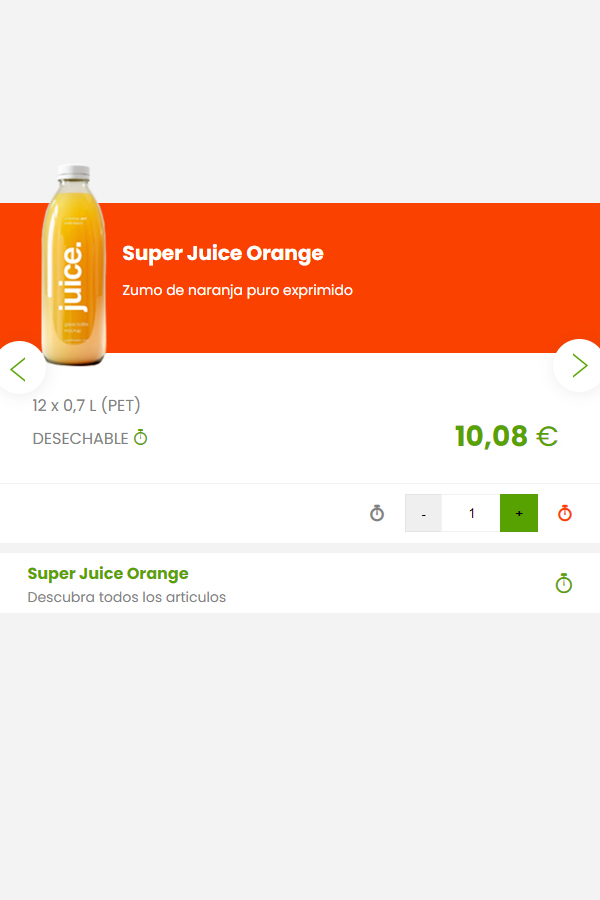 Super Juice Orange
Zumo de naranja puro exprimido
juice.
12 x 0,7 L (PET)
DESECHABLE
10,08 €
- 1 +
Super Juice Orange
Descubra todos los articulos